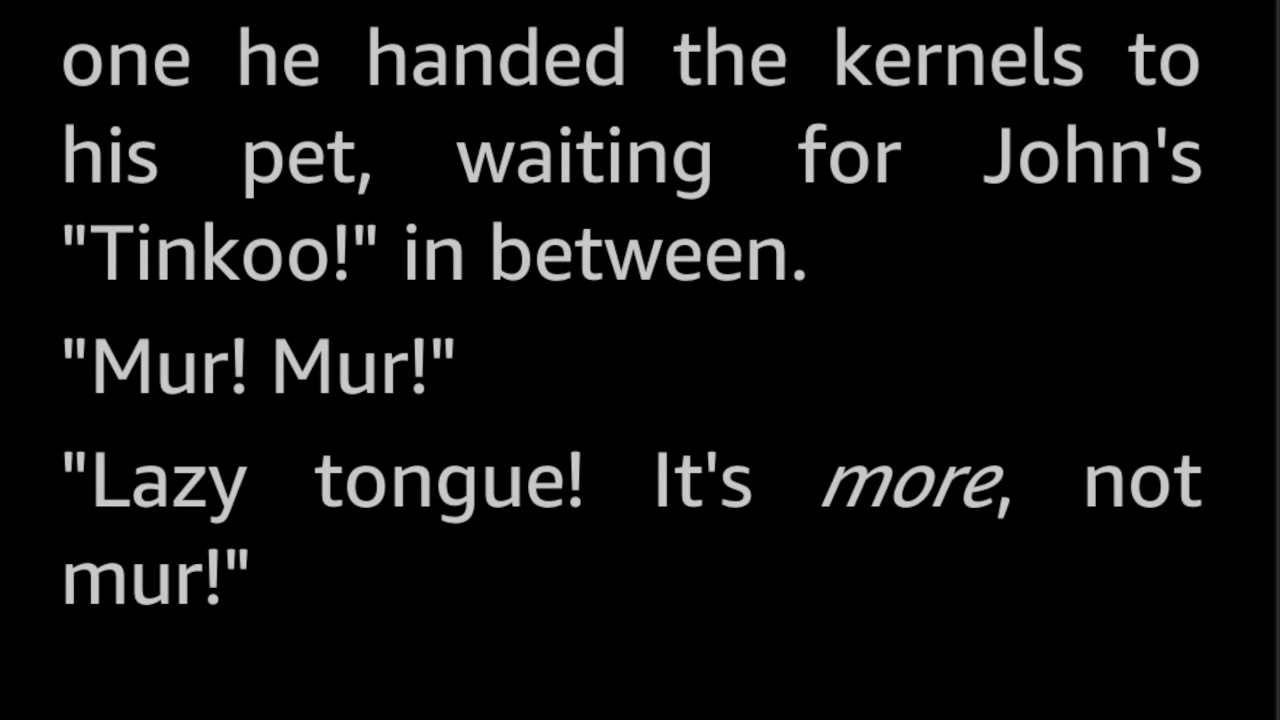 one he handed the kernels to
his pet, waiting for John's
"Tinkoo!" in between.
"Mur! Mur!"
"Lazy tongue! It's more, not
mur!"